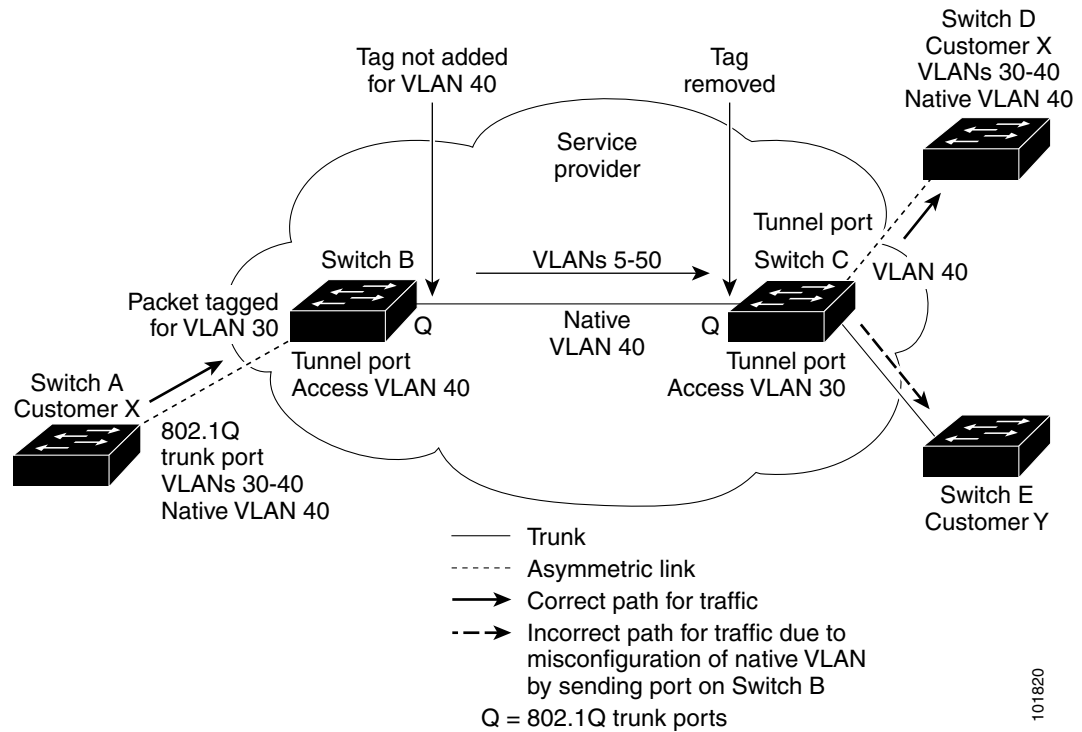 Tag not added
for VLAN 40
Tag
removed
Switch D
Customer X
VLANs 30-40
Native VLAN 40
Service
provider
Tunnel port
Switch B
VLANs 5-50
Switch C
VLAN 40
Packet tagged
for VLAN 30
Q
Native
VLAN 40
Q
Tunnel port
Access VLAN 40
Tunnel port
Access VLAN 30
Switch A
Customer X
802.1Q
trunk port
VLANs 30-40
Native VLAN 40
Switch E
Customer Y
Trunk
Asymmetric link
Correct path for traffic
Incorrect path for traffic due to
misconfiguration of native VLAN
by sending port on Switch B
Q = 802.1Q trunk ports
101820